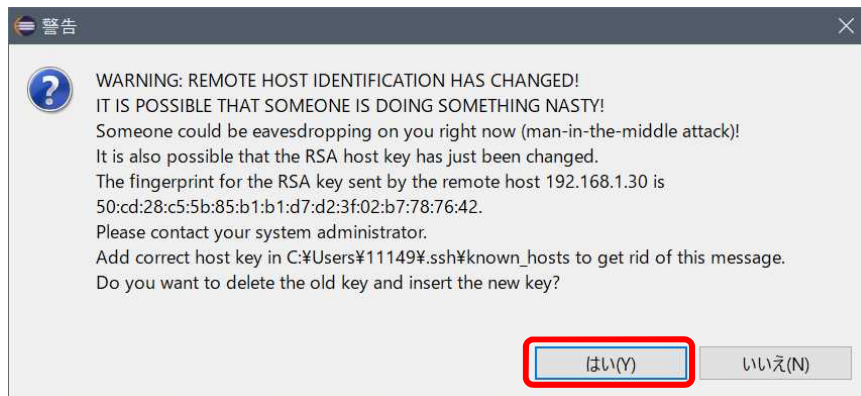 警告
WARNING: REMOTE HOST IDENTIFICATION HAS CHANGED!
IT IS POSSIBLE THAT SOMEONE IS DOING SOMETHING NASTY!
Someone could be eavesdropping on you right now (man-in-the-middle attack)!
It is also possible that the RSA host key has just been changed.
The fingerprint for the RSA key sent by the remote host 192.168.1.30 is
50:cd:28:c5:5b:85:b1:b1:d7:d2:3f:02:b7:78:76:42.
Please contact your system administrator.
Add correct host key in C:¥Users¥11149¥.ssh¥known_hosts to get rid of this message.
Do you want to delete the old key and insert the new key?
はい(Y) いいえ(N)